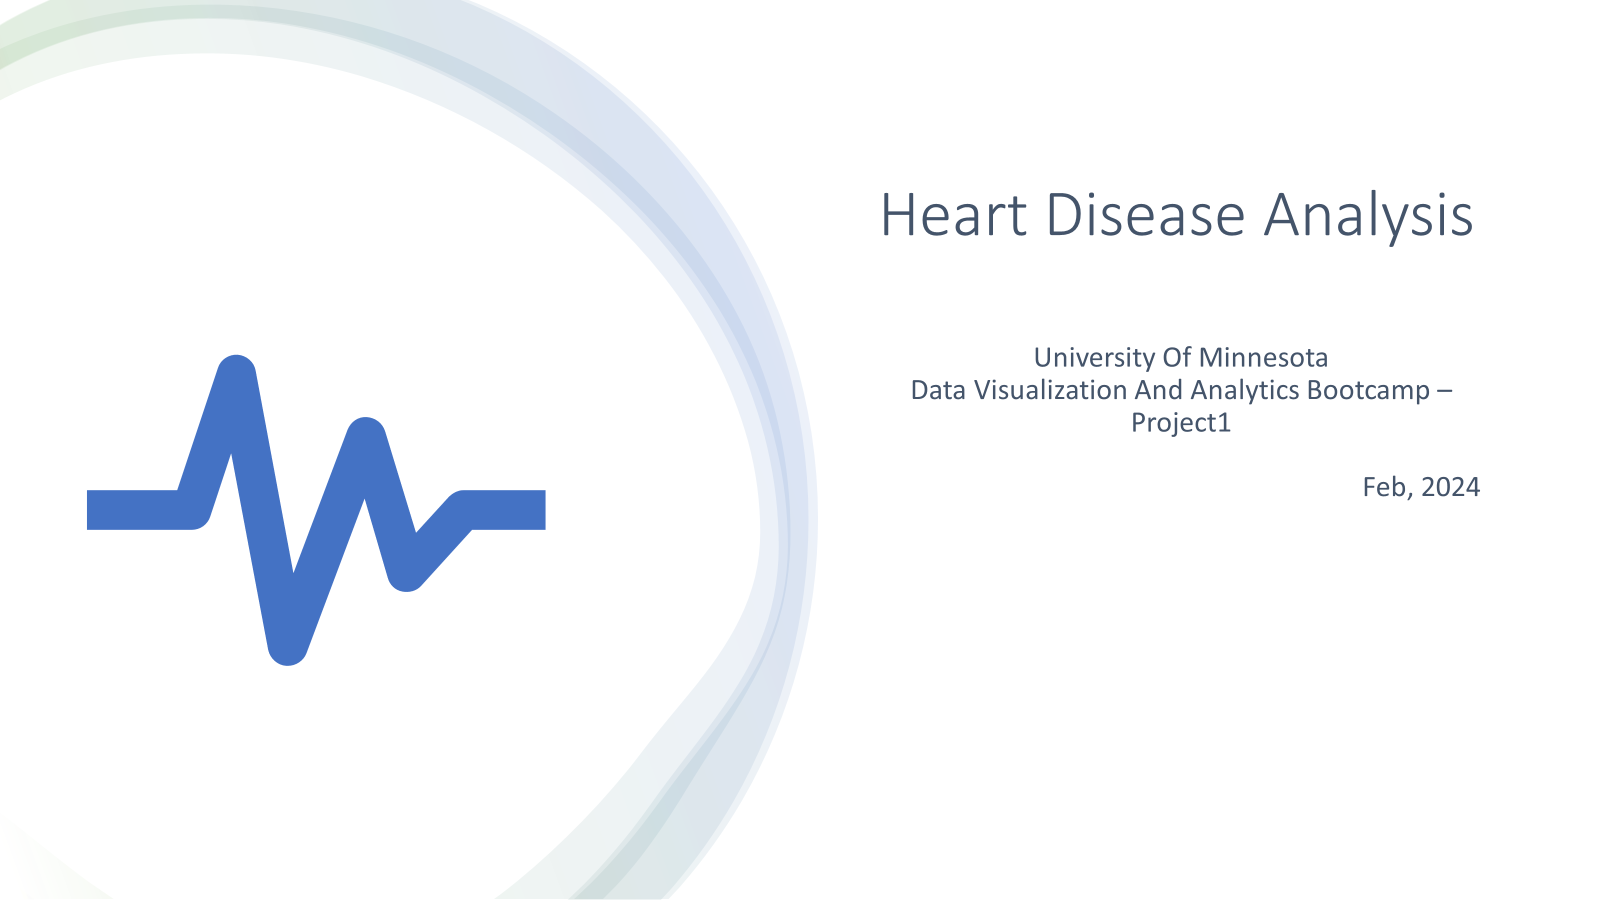 Heart Disease Analysis
University Of Minnesota
Data Visualization And Analytics Bootcamp –
Project1
Feb, 2024